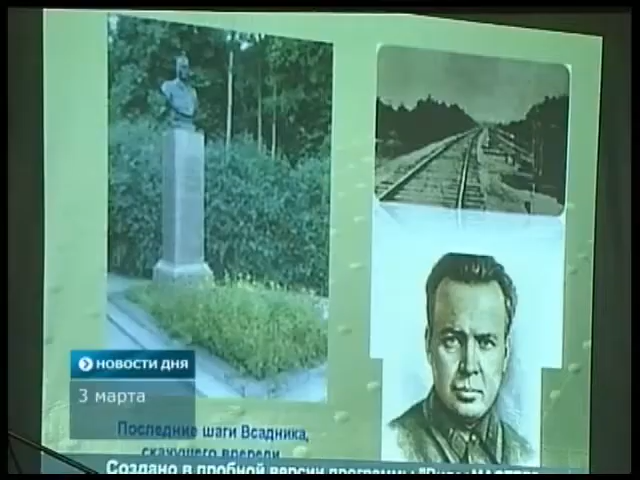 НОВОСТИ ДНЯ
3 марта
Последние шаги Всадника,
скачущего впереди
Создано в пробной версии программы